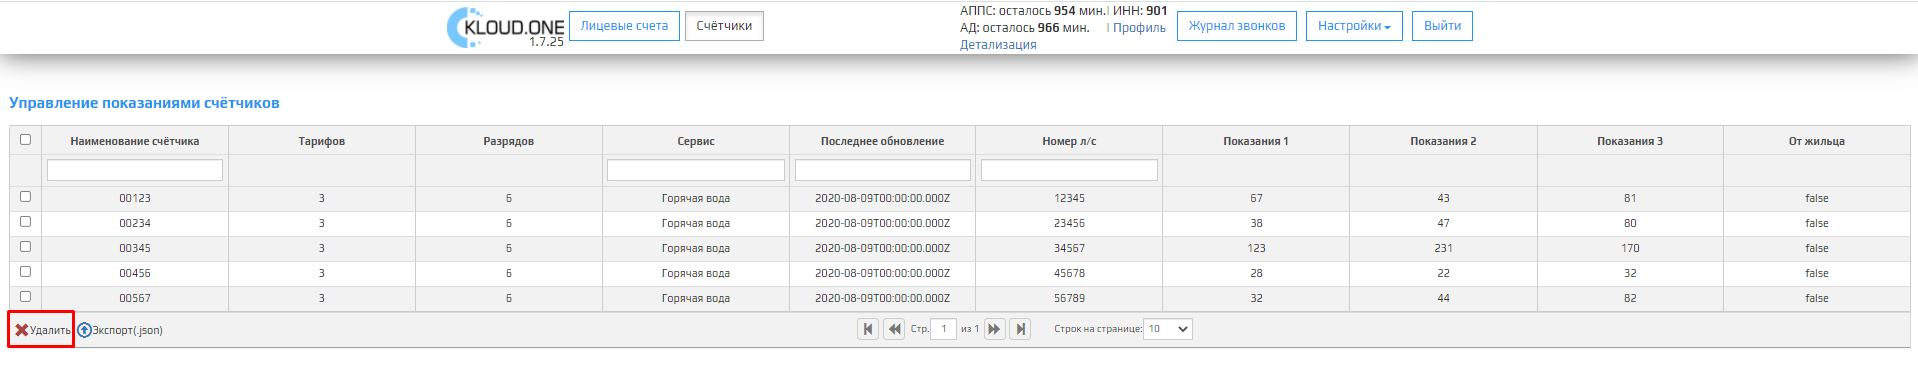 KLOUD.ONE
1.7.25
Лицевые счета
Счётчики
АППС: осталось 954 мин. | ИНН: 901
АД: осталось 966 мин. | Профиль
Детализация
Журнал звонков
Настройки
Выйти
Управление показаниями счётчиков
Наименование счётчика Тарифов Разрядов Сервис Последнее обновление Номер л/с Показания 1 Показания 2 Показания 3 От жильца
00123 3 6 Горячая вода 2020-08-09T00:00:00.000Z 12345 67 43 81 false
00234 3 6 Горячая вода 2020-08-09T00:00:00.000Z 23456 38 47 80 false
00345 3 6 Горячая вода 2020-08-09T00:00:00.000Z 34567 123 231 170 false
00456 3 6 Горячая вода 2020-08-09T00:00:00.000Z 45678 28 22 32 false
00567 3 6 Горячая вода 2020-08-09T00:00:00.000Z 56789 32 44 82 false
Удалить Экспорт(.json) Стр. 1 из 1 Строк на странице: 10